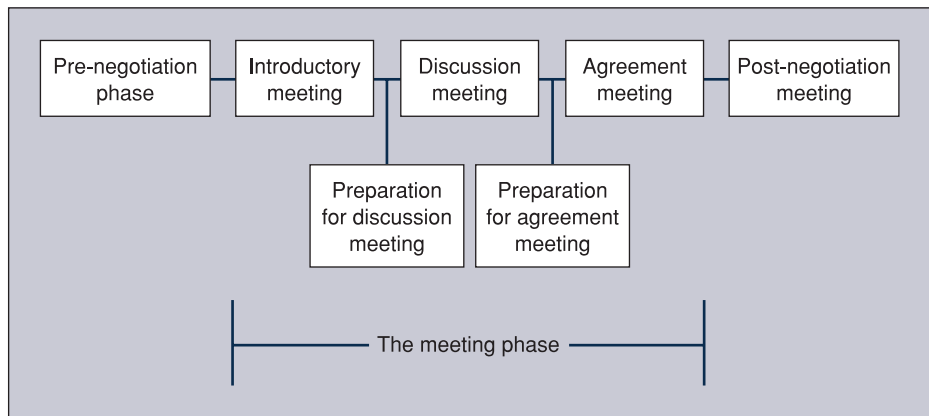 Pre-negotiation
phase
Introductory
meeting
Discussion
meeting
Agreement
meeting
Post-negotiation
meeting
Preparation
for discussion
meeting
Preparation
for agreement
meeting
The meeting phase